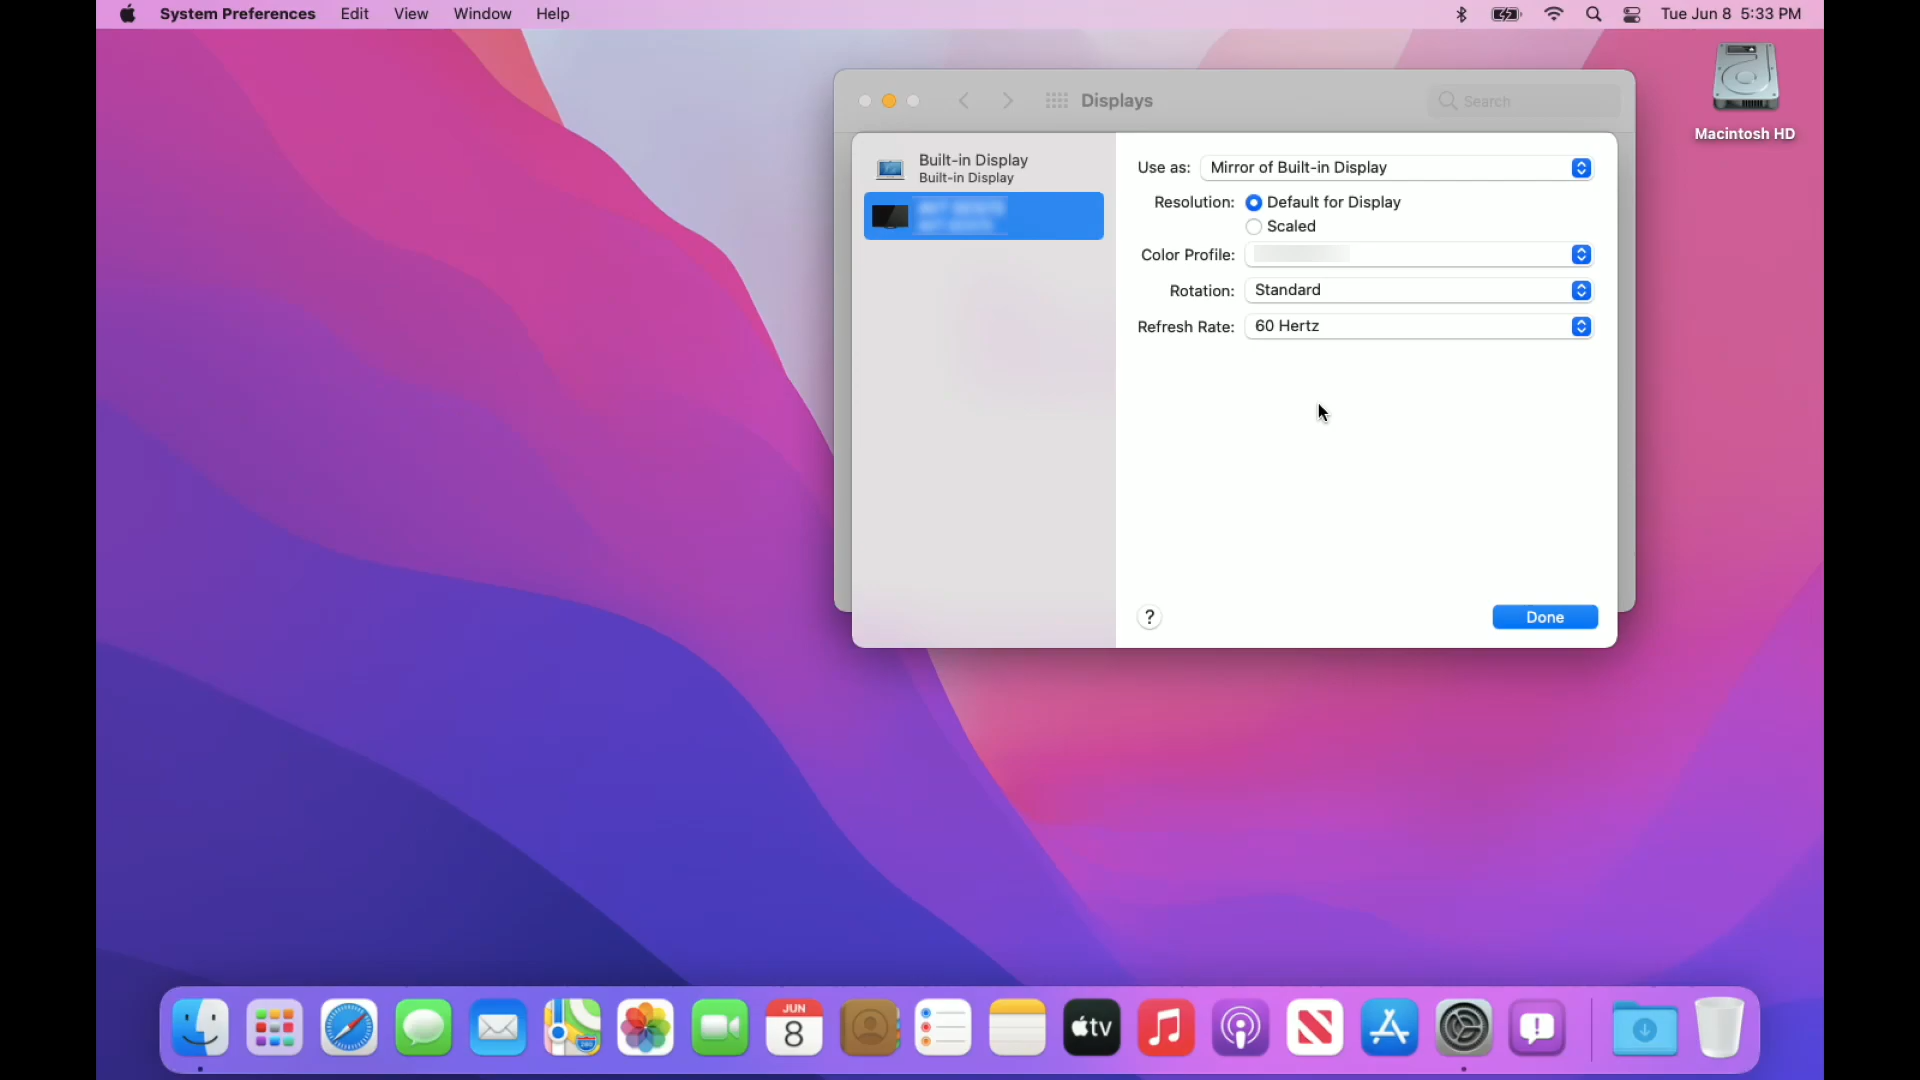 System Preferences Edit View Window Help Tue Jun 8 5:33 PM
Displays Search
Macintosh HD
Built-in Display
Built-in Display
Use as: Mirror of Built-in Display
Resolution: Default for Display
Scaled
Color Profile:
Rotation: Standard
Refresh Rate: 60 Hertz
? Done
JUN
8
tv
280